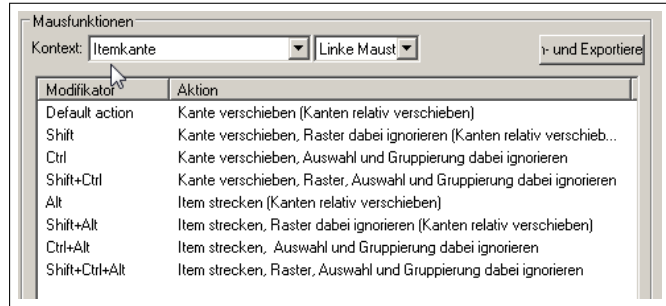 Mausfunktionen
Kontext: Itemkante Linke Maust - und Exportiere
Modifikator Aktion
Default action Kante verschieben (Kanten relativ verschieben)
Shift Kante verschieben, Raster dabei ignorieren (Kanten relativ verschieb...
Ctrl Kante verschieben, Auswahl und Gruppierung dabei ignorieren
Shift+Ctrl Kante verschieben, Raster, Auswahl und Gruppierung dabei ignorieren
Alt Item strecken (Kanten relativ verschieben)
Shift+Alt Item strecken, Raster dabei ignorieren (Kanten relativ verschieben)
Ctrl+Alt Item strecken, Auswahl und Gruppierung dabei ignorieren
Shift+Ctrl+Alt Item strecken, Raster, Auswahl und Gruppierung dabei ignorieren